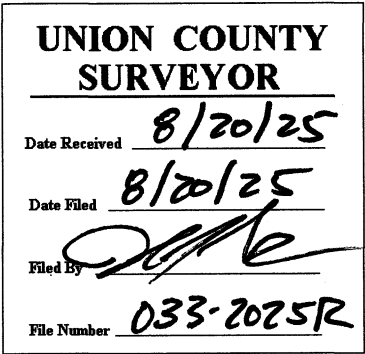 UNION COUNTY
SURVEYOR
Date Received 8/20/25
Date Filed 8/20/25
Filed By
File Number 033-2025R